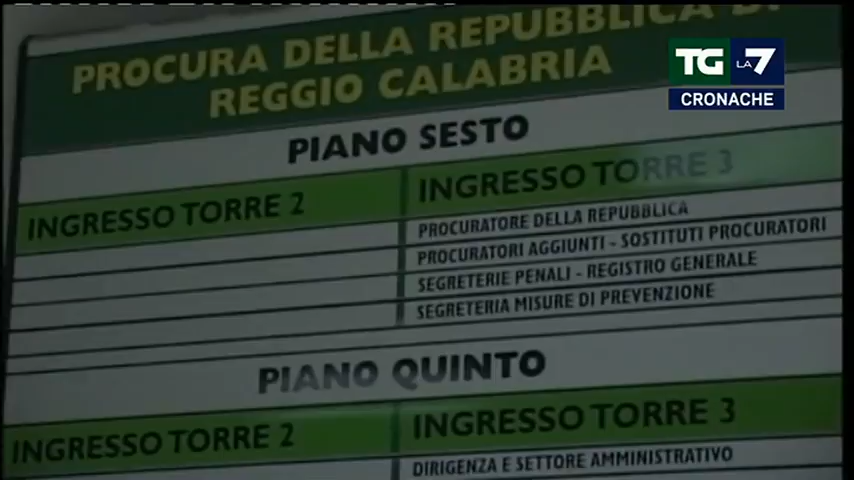 PROCURA DELLA REPUBBLICA DI
REGGIO CALABRIA
TG LA 7
CRONACHE
PIANO SESTO
INGRESSO TORRE 2
INGRESSO TORRE 3
PROCURATORE DELLA REPUBBLICA
PROCURATORI AGGIUNTI - SOSTITUTI PROCURATORI
SEGRETERIE PENALI - REGISTRO GENERALE
SEGRETERIA MISURE DI PREVENZIONE
PIANO QUINTO
INGRESSO TORRE 2
INGRESSO TORRE 3
DIRIGENZA E SETTORE AMMINISTRATIVO